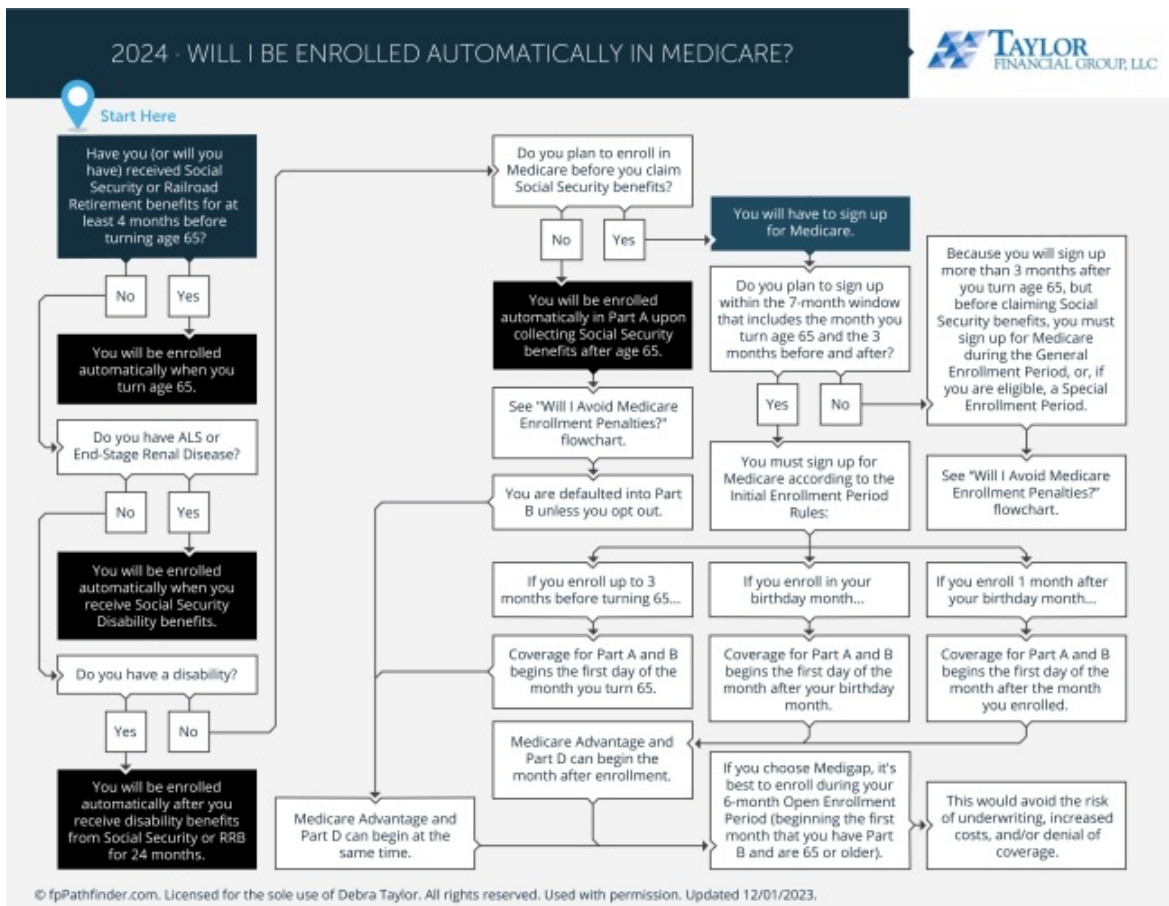 2024 · WILL I BE ENROLLED AUTOMATICALLY IN MEDICARE?
TAYLOR
FINANCIAL GROUP, LLC
Start Here
Have you (or will you
have) received Social
Security or Railroad
Retirement benefits for at
least 4 months before
turning age 65?
No
Yes
You will be enrolled
automatically when you
turn age 65.
Do you have ALS or
End-Stage Renal Disease?
No
Yes
You will be enrolled
automatically when you
receive Social Security
Disability benefits.
Do you have a disability?
Yes
No
You will be enrolled
automatically after you
receive disability benefits
from Social Security or RRB
for 24 months.
Do you plan to enroll in
Medicare before you claim
Social Security benefits?
No
Yes
You will be enrolled
automatically in Part A upon
collecting Social Security
benefits after age 65.
See "Will I Avoid Medicare
Enrollment Penalties?"
flowchart.
You are defaulted into Part
B unless you opt out.
You will have to sign up
for Medicare.
Do you plan to sign up
within the 7-month window
that includes the month you
turn age 65 and the 3
months before and after?
Yes
No
Because you will sign up
more than 3 months after
you turn age 65, but
before claiming Social
Security benefits, you must
sign up for Medicare
during the General
Enrollment Period, or, if
you are eligible, a Special
Enrollment Period.
See "Will I Avoid Medicare
Enrollment Penalties?"
flowchart.
You must sign up for
Medicare according to the
Initial Enrollment Period
Rules:
If you enroll up to 3
months before turning 65...
If you enroll in your
birthday month...
If you enroll 1 month after
your birthday month...
Coverage for Part A and B
begins the first day of the
month you turn 65.
Coverage for Part A and B
begins the first day of the
month after your birthday
month.
Coverage for Part A and B
begins the first day of the
month after the month
you enrolled.
Medicare Advantage and
Part D can begin the
month after enrollment.
Medicare Advantage and
Part D can begin at the
same time.
If you choose Medigap, it's
best to enroll during your
6-month Open Enrollment
Period (beginning the first
month that you have Part
B and are 65 or older).
This would avoid the risk
of underwriting, increased
costs, and/or denial of
coverage.
© fpPathfinder.com. Licensed for the sole use of Debra Taylor. All rights reserved. Used with permission. Updated 12/01/2023.